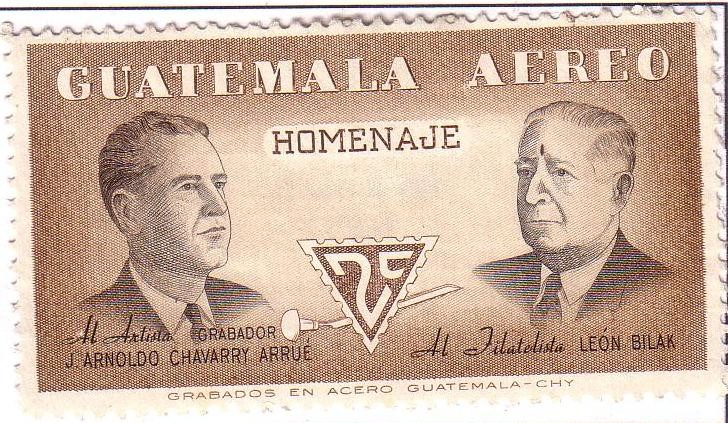 GUATEMALA AEREO
HOMENAJE
Al Artista GRABADOR
J. ARNOLDO CHAVARRY ARRUÉ
Al Filatelista LEÓN BILAK
GRABADOS EN ACERO GUATEMALA-CHY